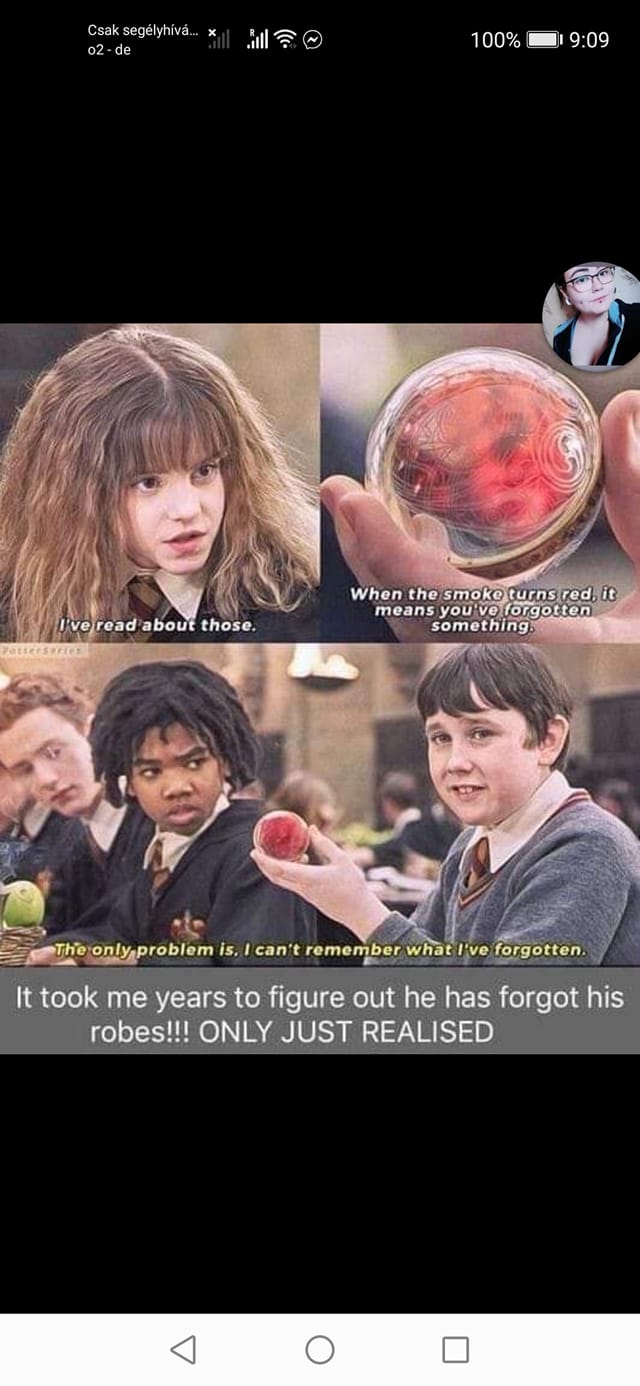 Csak segélyhívá...
o2 - de
100% 9:09
I've read about those.
When the smoke turns red, it
means you've forgotten
something.
PotterSeries
The only problem is, I can't remember what I've forgotten.
It took me years to figure out he has forgot his
robes!!! ONLY JUST REALISED